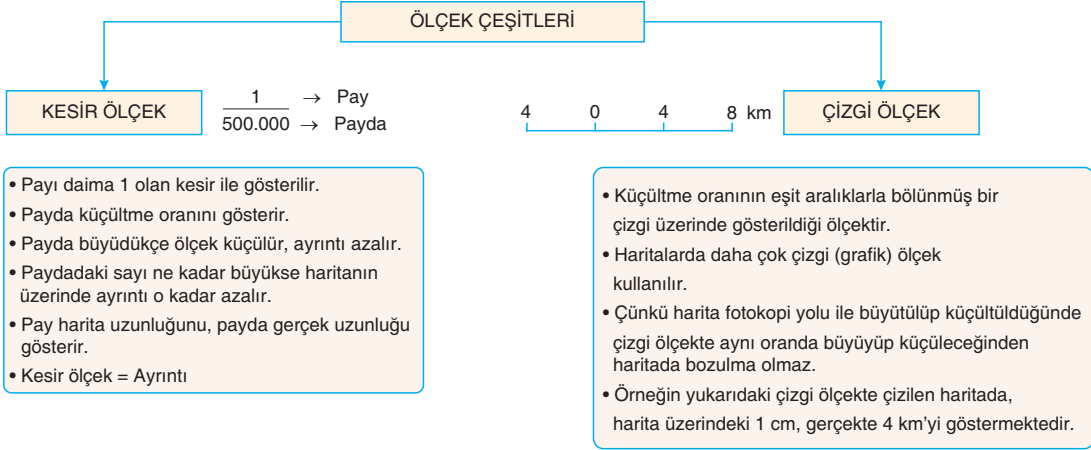 ÖLÇEK ÇEŞİTLERİ
KESİR ÖLÇEK
1 → Pay
500.000 → Payda
4 0 4 8 km
ÇİZGİ ÖLÇEK
• Payı daima 1 olan kesir ile gösterilir.
• Payda küçültme oranını gösterir.
• Payda büyüdükçe ölçek küçülür, ayrıntı azalır.
• Paydadaki sayı ne kadar büyükse haritanın
üzerinde ayrıntı o kadar azalır.
• Pay harita uzunluğunu, payda gerçek uzunluğu
gösterir.
• Kesir ölçek = Ayrıntı
• Küçültme oranının eşit aralıklarla bölünmüş bir
çizgi üzerinde gösterildiği ölçektir.
• Haritalarda daha çok çizgi (grafik) ölçek
kullanılır.
• Çünkü harita fotokopi yolu ile büyütülüp küçültüldüğünde
çizgi ölçekte aynı oranda büyüyüp küçüleceğinden
haritada bozulma olmaz.
• Örneğin yukarıdaki çizgi ölçekte çizilen haritada,
harita üzerindeki 1 cm, gerçekte 4 km'yi göstermektedir.